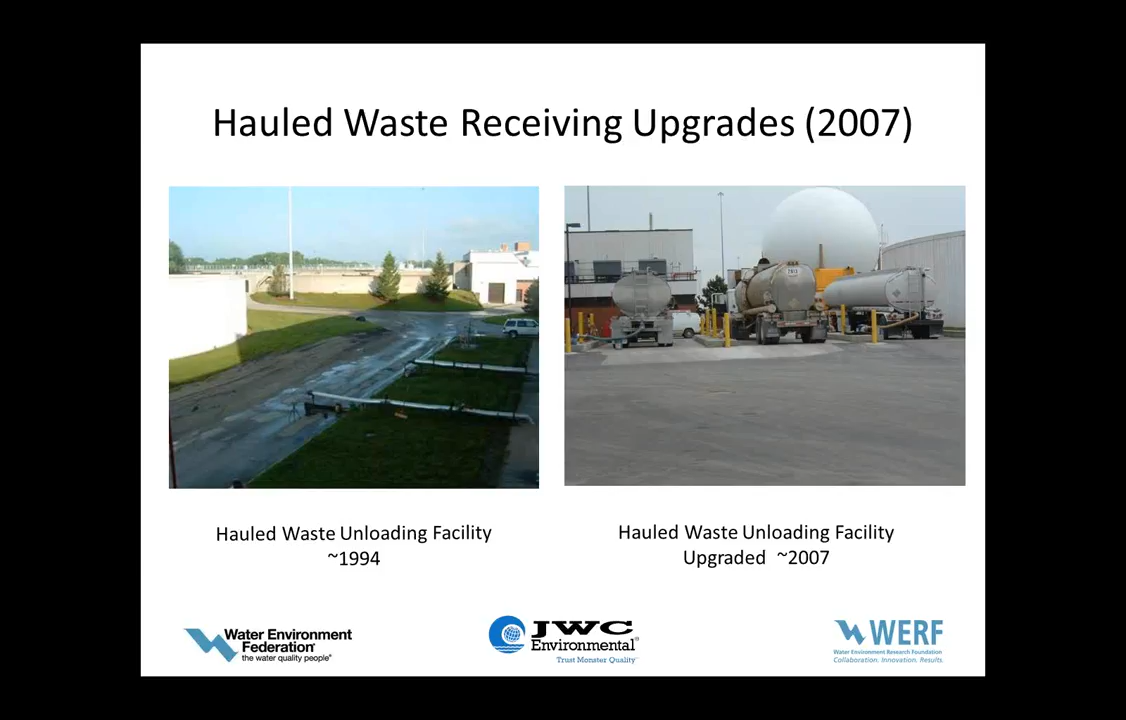 Hauled Waste Receiving Upgrades (2007)
Hauled Waste Unloading Facility
~1994
Hauled Waste Unloading Facility
Upgraded ~2007
Water Environment
Federation®
the water quality people®
JWC
Environmental®
Trust Monster Quality™
WERF
Water Environment Research Foundation
Collaboration. Innovation. Results.